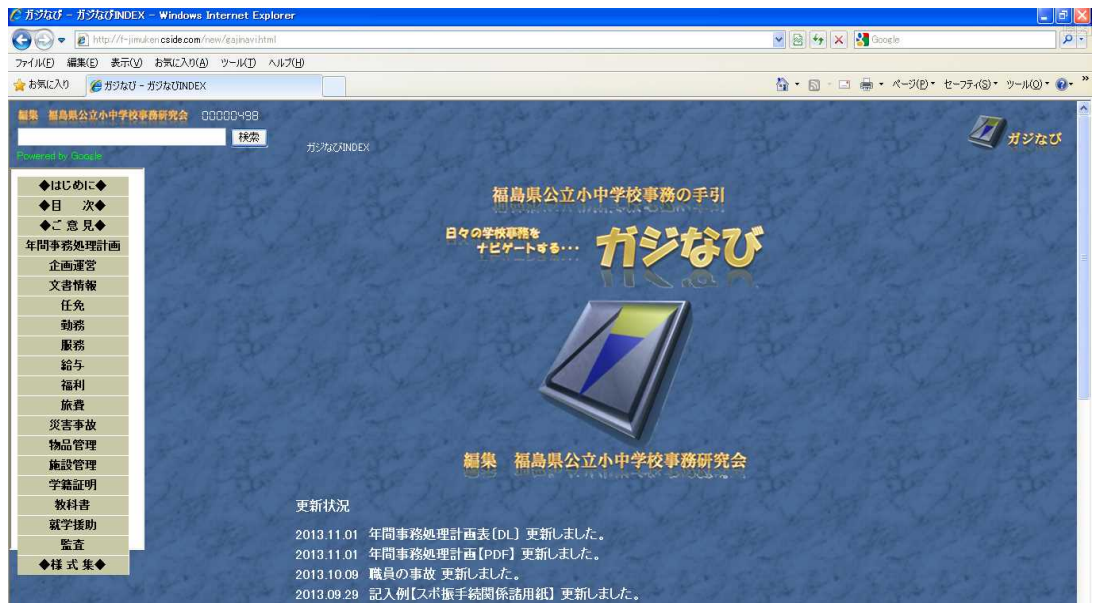 ガジなび - ガジなびINDEX - Windows Internet Explorer
http://f-jimuken.cside.com/new/gajinavi.html
Google
ファイル(F) 編集(E) 表示(V) お気に入り(A) ツール(T) ヘルプ(H)
お気に入り ガジなび - ガジなびINDEX ページ(P) セーフティ(S) ツール(O)
編集 福島県公立小中学校事務研究会 00000498
検索
Powered by Google
ガジなびINDEX
ガジなび
◆はじめに◆
◆目 次◆
◆ご 意 見◆
年間事務処理計画
企画運営
文書情報
任免
勤務
服務
給与
福利
旅費
災害事故
物品管理
施設管理
学籍証明
教科書
就学援助
監査
◆様 式 集◆
福島県公立小中学校事務の手引
日々の学校事務を
ナビゲートする・・・
ガジなび
編集 福島県公立小中学校事務研究会
更新状況
2013.11.01 年間事務処理計画表〔DL〕 更新しました。
2013.11.01 年間事務処理計画【PDF】 更新しました。
2013.10.09 職員の事故 更新しました。
2013.09.29 記入例【スポ振手続関係諸用紙】 更新しました。